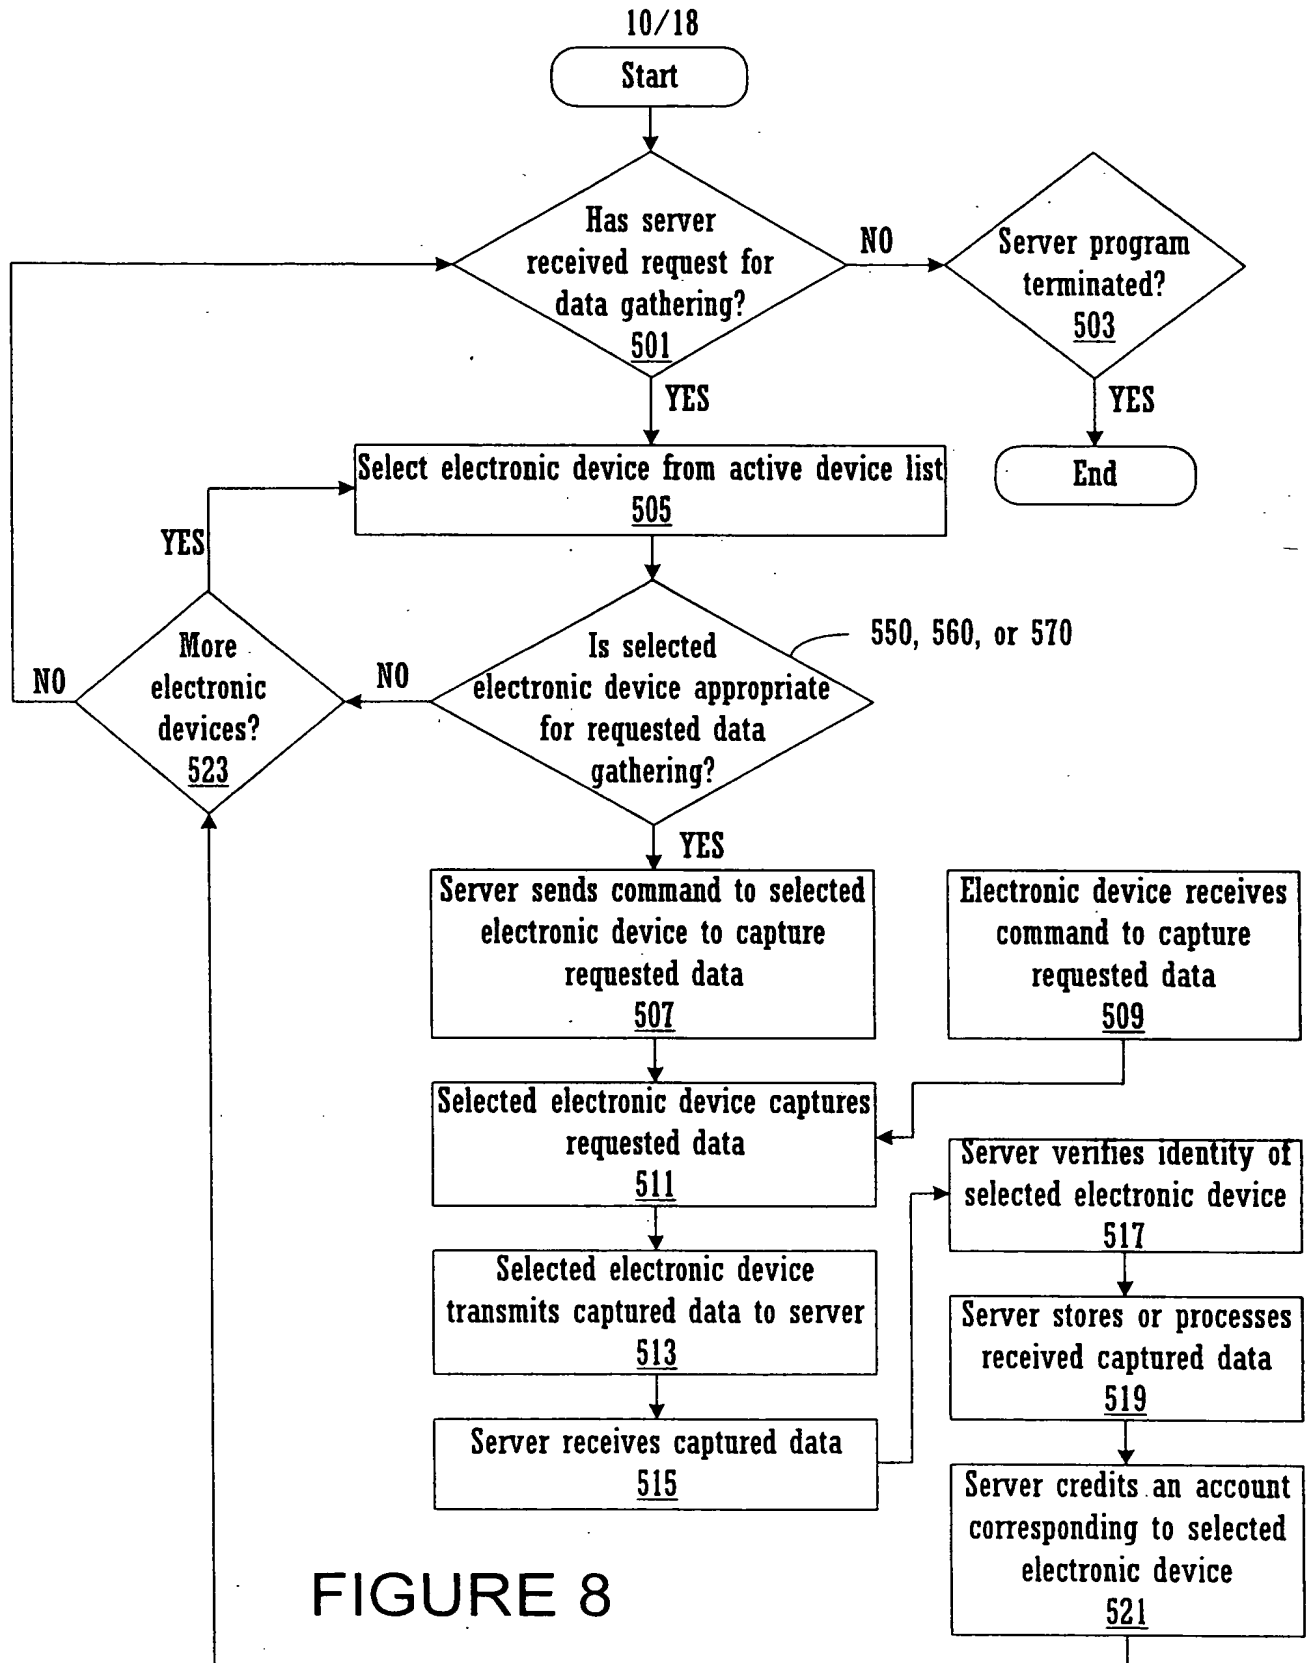 10/18
Start
Has server
received request for
data gathering?
501
NO
Server program
terminated?
503
YES
YES
End
Select electronic device from active device list
505
YES
More
electronic
devices?
523
NO
NO
Is selected
electronic device appropriate
for requested data
gathering?
550, 560, or 570
YES
Server sends command to selected
electronic device to capture
requested data
507
Electronic device receives
command to capture
requested data
509
Selected electronic device captures
requested data
511
Selected electronic device
transmits captured data to server
513
Server receives captured data
515
Server verifies identity of
selected electronic device
517
Server stores or processes
received captured data
519
Server credits an account
corresponding to selected
electronic device
521
FIGURE 8